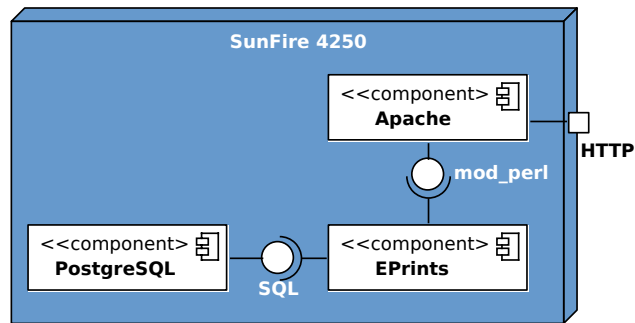 SunFire 4250
<<component>
Apache
HTTP
mod_perl
<<component>
PostgreSQL
SQL
<<component>
EPrints